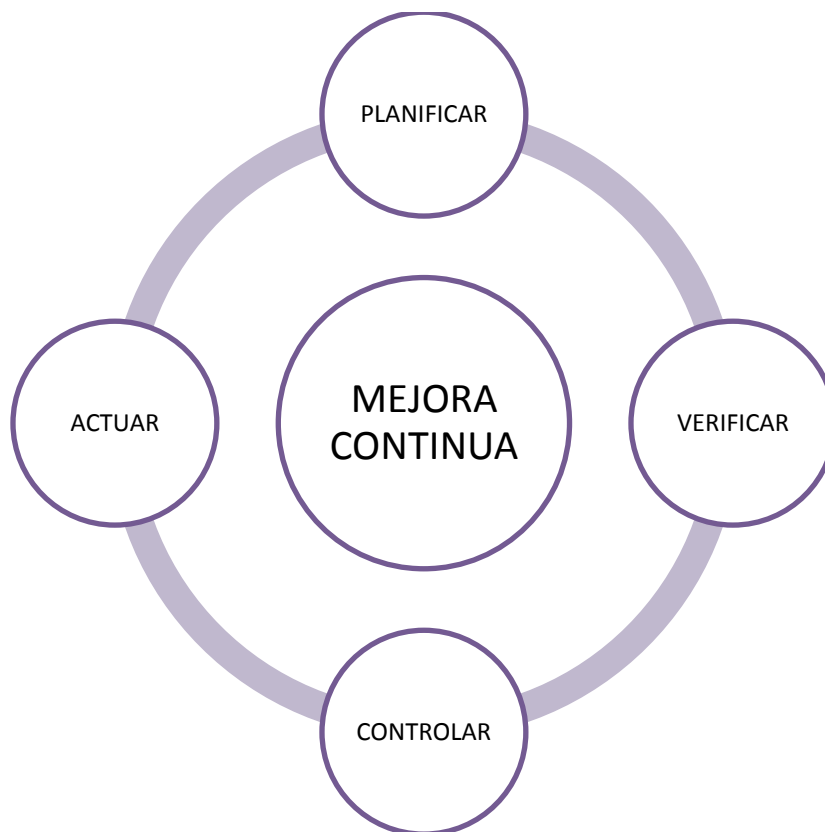 PLANIFICAR
ACTUAR
MEJORA
CONTINUA
VERIFICAR
CONTROLAR